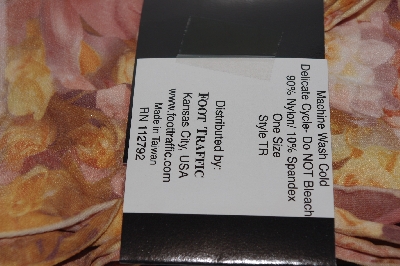 Machine Wash Cold
Delicate Cycle- Do NOT Bleach
90% Nylon/ 10% Spandex
One Size
Style TR
Distributed by:
FOOT TRAFFIC
Kansas City, USA
www.foottraffic.com
Made in Taiwan
RN 112792